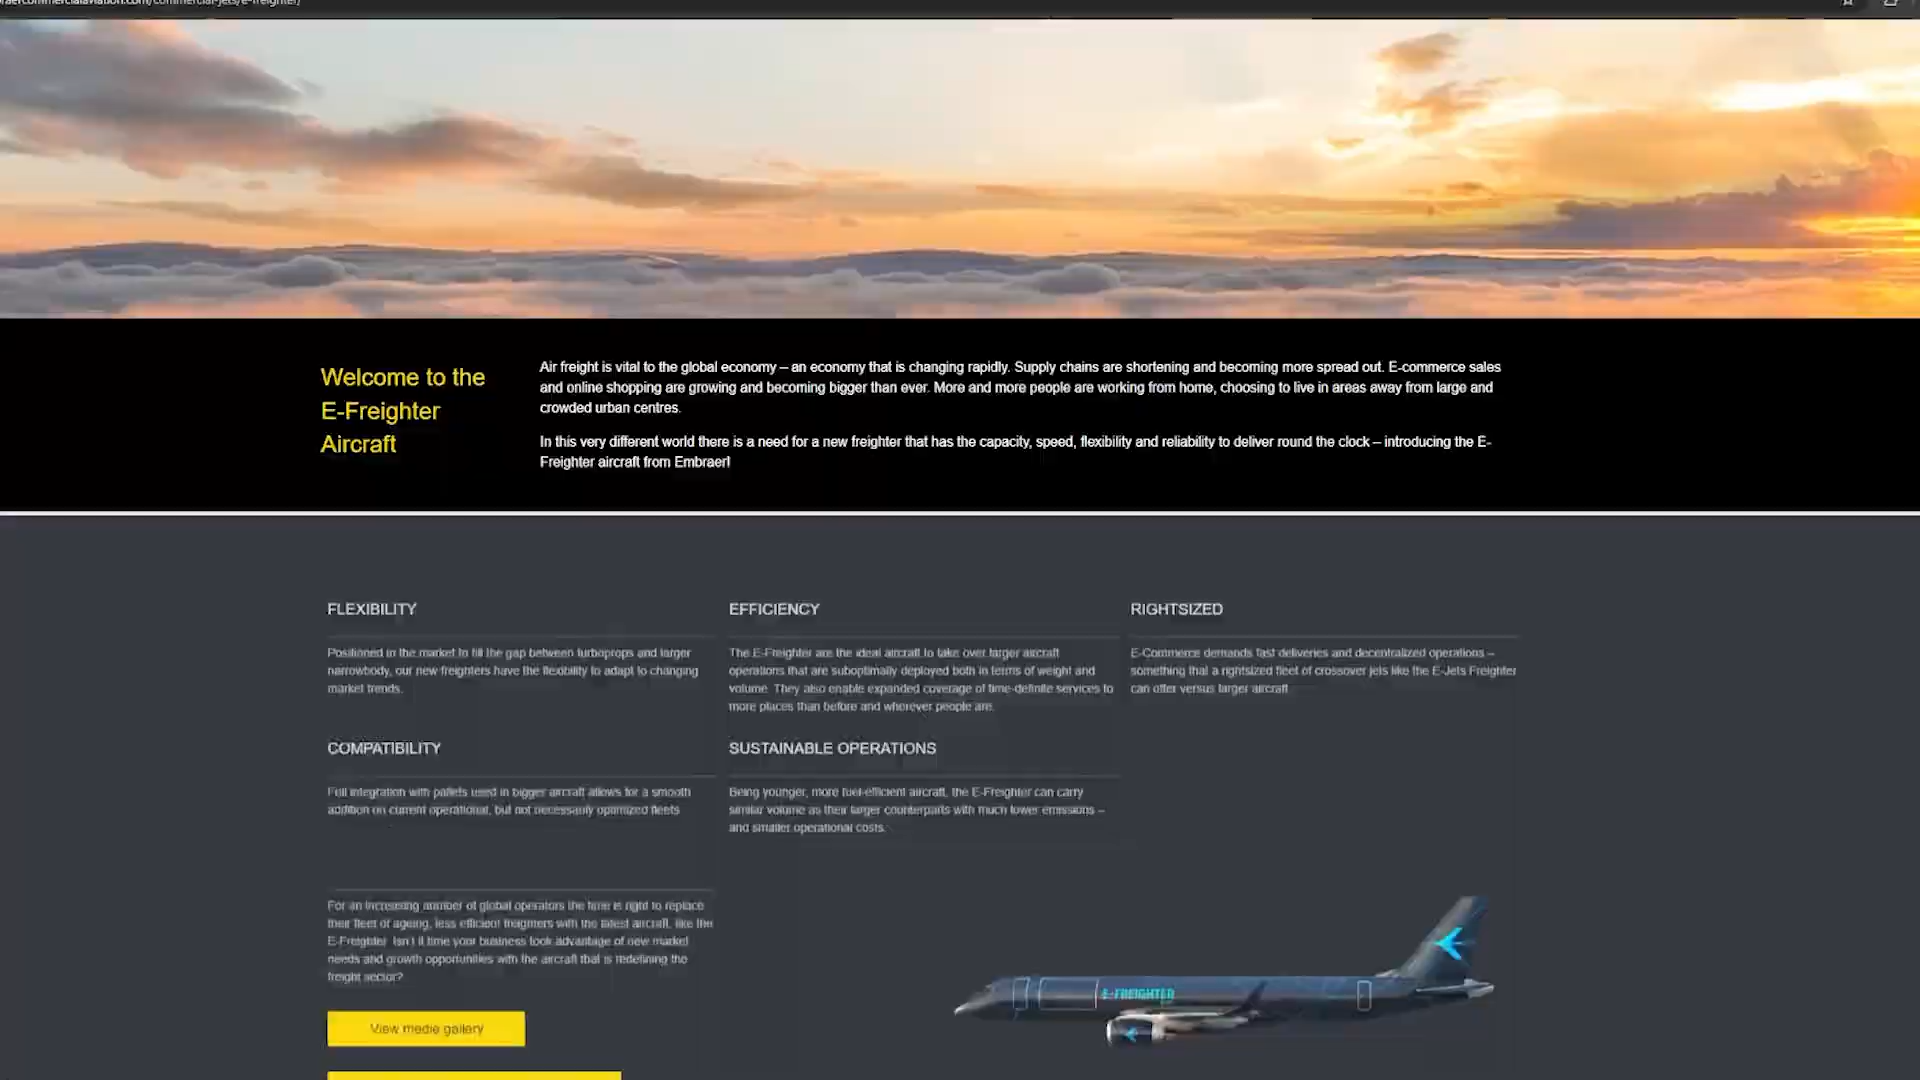 raercommercialaviation.com/commercial-jets/e-freighter/
Welcome to the
E-Freighter
Aircraft
Air freight is vital to the global economy – an economy that is changing rapidly. Supply chains are shortening and becoming more spread out. E-commerce sales
and online shopping are growing and becoming bigger than ever. More and more people are working from home, choosing to live in areas away from large and
crowded urban centres.
In this very different world there is a need for a new freighter that has the capacity, speed, flexibility and reliability to deliver round the clock – introducing the E-
Freighter aircraft from Embraer!
FLEXIBILITY
Positioned in the market to fill the gap between turboprops and larger
narrowbody, our new freighters have the flexibility to adapt to changing
market trends.
EFFICIENCY
The E-Freighter are the ideal aircraft to take over larger aircraft
operations that are suboptimally deployed both in terms of weight and
volume. They also enable expanded coverage of time-definite services to
more places than before and wherever people are.
RIGHTSIZED
E-Commerce demands fast deliveries and decentralized operations –
something that a rightsized fleet of crossover jets like the E-Jets Freighter
can offer versus larger aircraft
COMPATIBILITY
Full integration with pallets used in bigger aircraft allows for a smooth
addition on current operational, but not necessarily optimized fleets
SUSTAINABLE OPERATIONS
Being younger, more fuel-efficient aircraft, the E-Freighter can carry
similar volume as their larger counterparts with much lower emissions –
and smaller operational costs.
For an increasing number of global operators the time is right to replace
their fleet of ageing, less efficient freighters with the latest aircraft, like the
E-Freighter. Isn't it time your business took advantage of new market
needs and growth opportunities with the aircraft that is redefining the
freight sector?
View media gallery
E-FREIGHTER